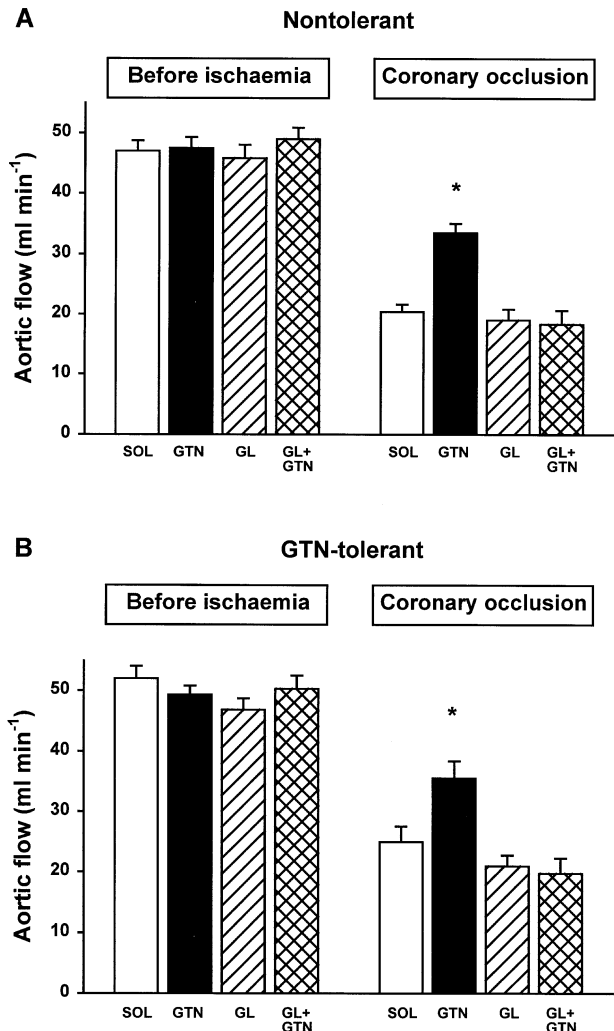 A
Nontolerant
Before ischaemia
Coronary occlusion
Aortic flow (ml min⁻¹)
50
40
30
20
10
0
*
SOL GTN GL GL+ GTN SOL GTN GL GL+ GTN
B
GTN-tolerant
Before ischaemia
Coronary occlusion
Aortic flow (ml min⁻¹)
50
40
30
20
10
0
*
SOL GTN GL GL+ GTN SOL GTN GL GL+ GTN